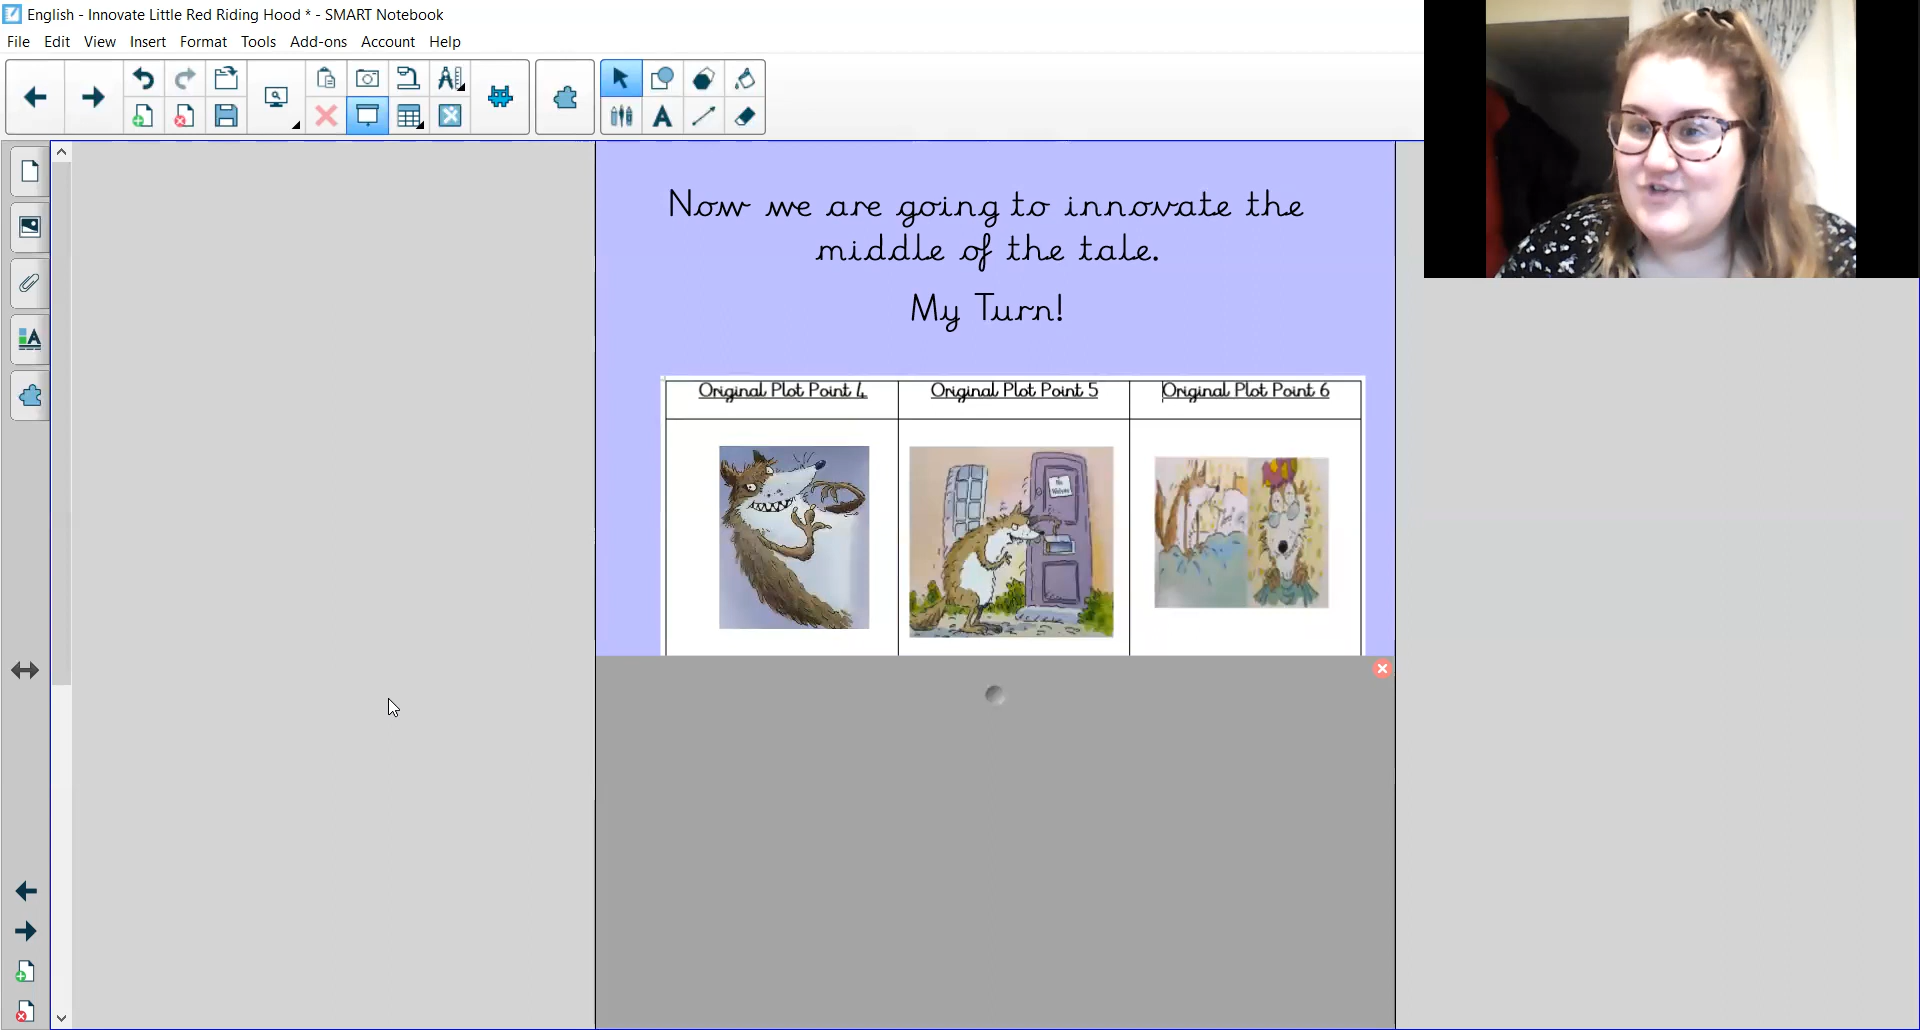 English - Innovate Little Red Riding Hood * - SMART Notebook
File Edit View Insert Format Tools Add-ons Account Help
Now we are going to innovate the
middle of the tale.
My Turn!
Original Plot Point 4 Original Plot Point 5 Original Plot Point 6
No
Wolves